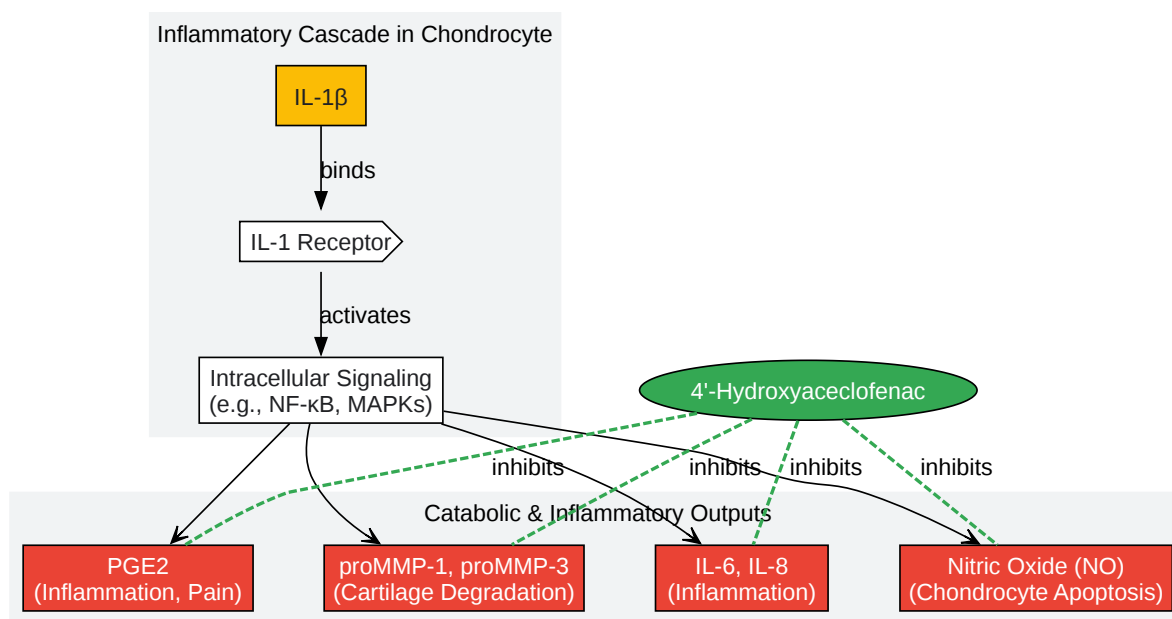 Inflammatory Cascade in Chondrocyte
IL-1β
binds
IL-1 Receptor
activates
Intracellular Signaling
(e.g., NF-κB, MAPKs)
4'-Hydroxyaceclofenac
inhibits
inhibits
inhibits
inhibits
Catabolic & Inflammatory Outputs
PGE2
(Inflammation, Pain)
proMMP-1, proMMP-3
(Cartilage Degradation)
IL-6, IL-8
(Inflammation)
Nitric Oxide (NO)
(Chondrocyte Apoptosis)